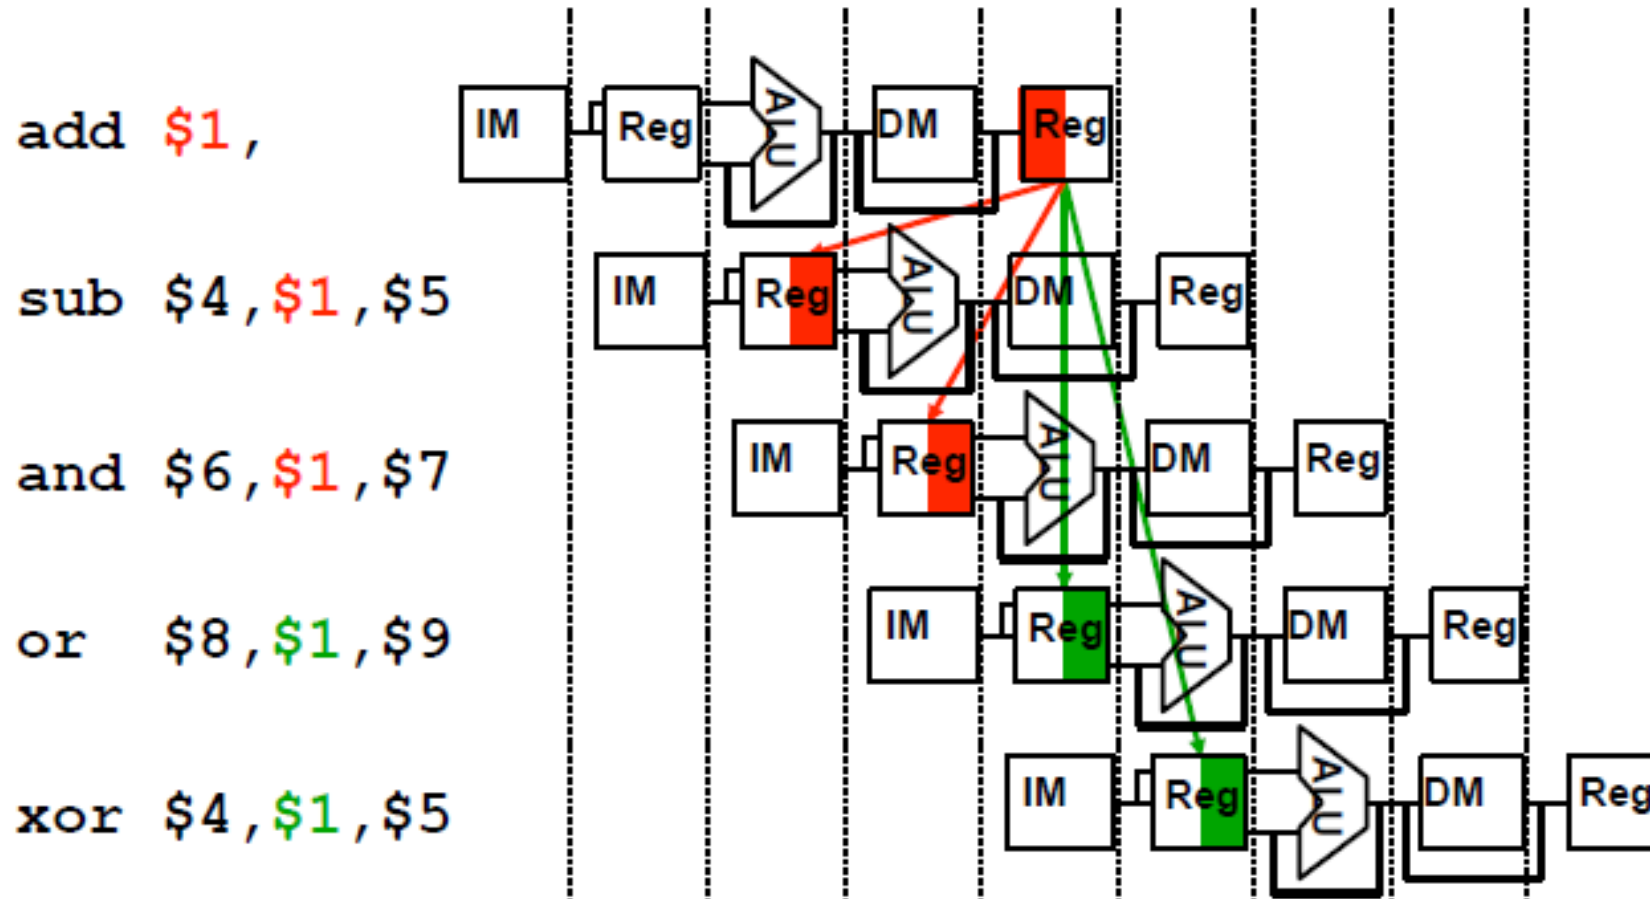 add $1, IM Reg ALU DM Reg
sub $4,$1,$5 IM Reg ALU DM Reg
and $6,$1,$7 IM Reg ALU DM Reg
or $8,$1,$9 IM Reg ALU DM Reg
xor $4,$1,$5 IM Reg ALU DM Reg